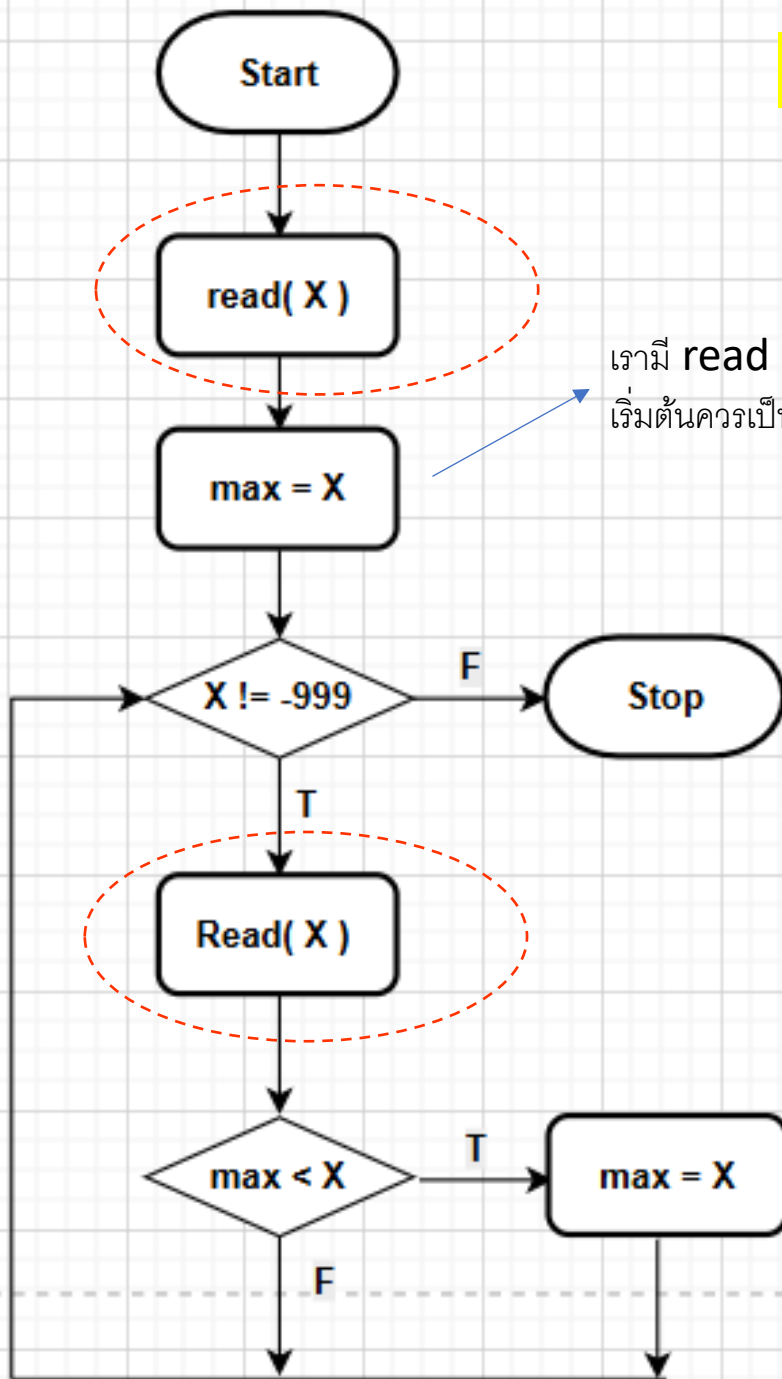 Start
read( X )
เรามี read
เริ่มต้นควรเป็น
max = X
X != -999
F
Stop
T
Read( X )
max < X
T
max = X
F